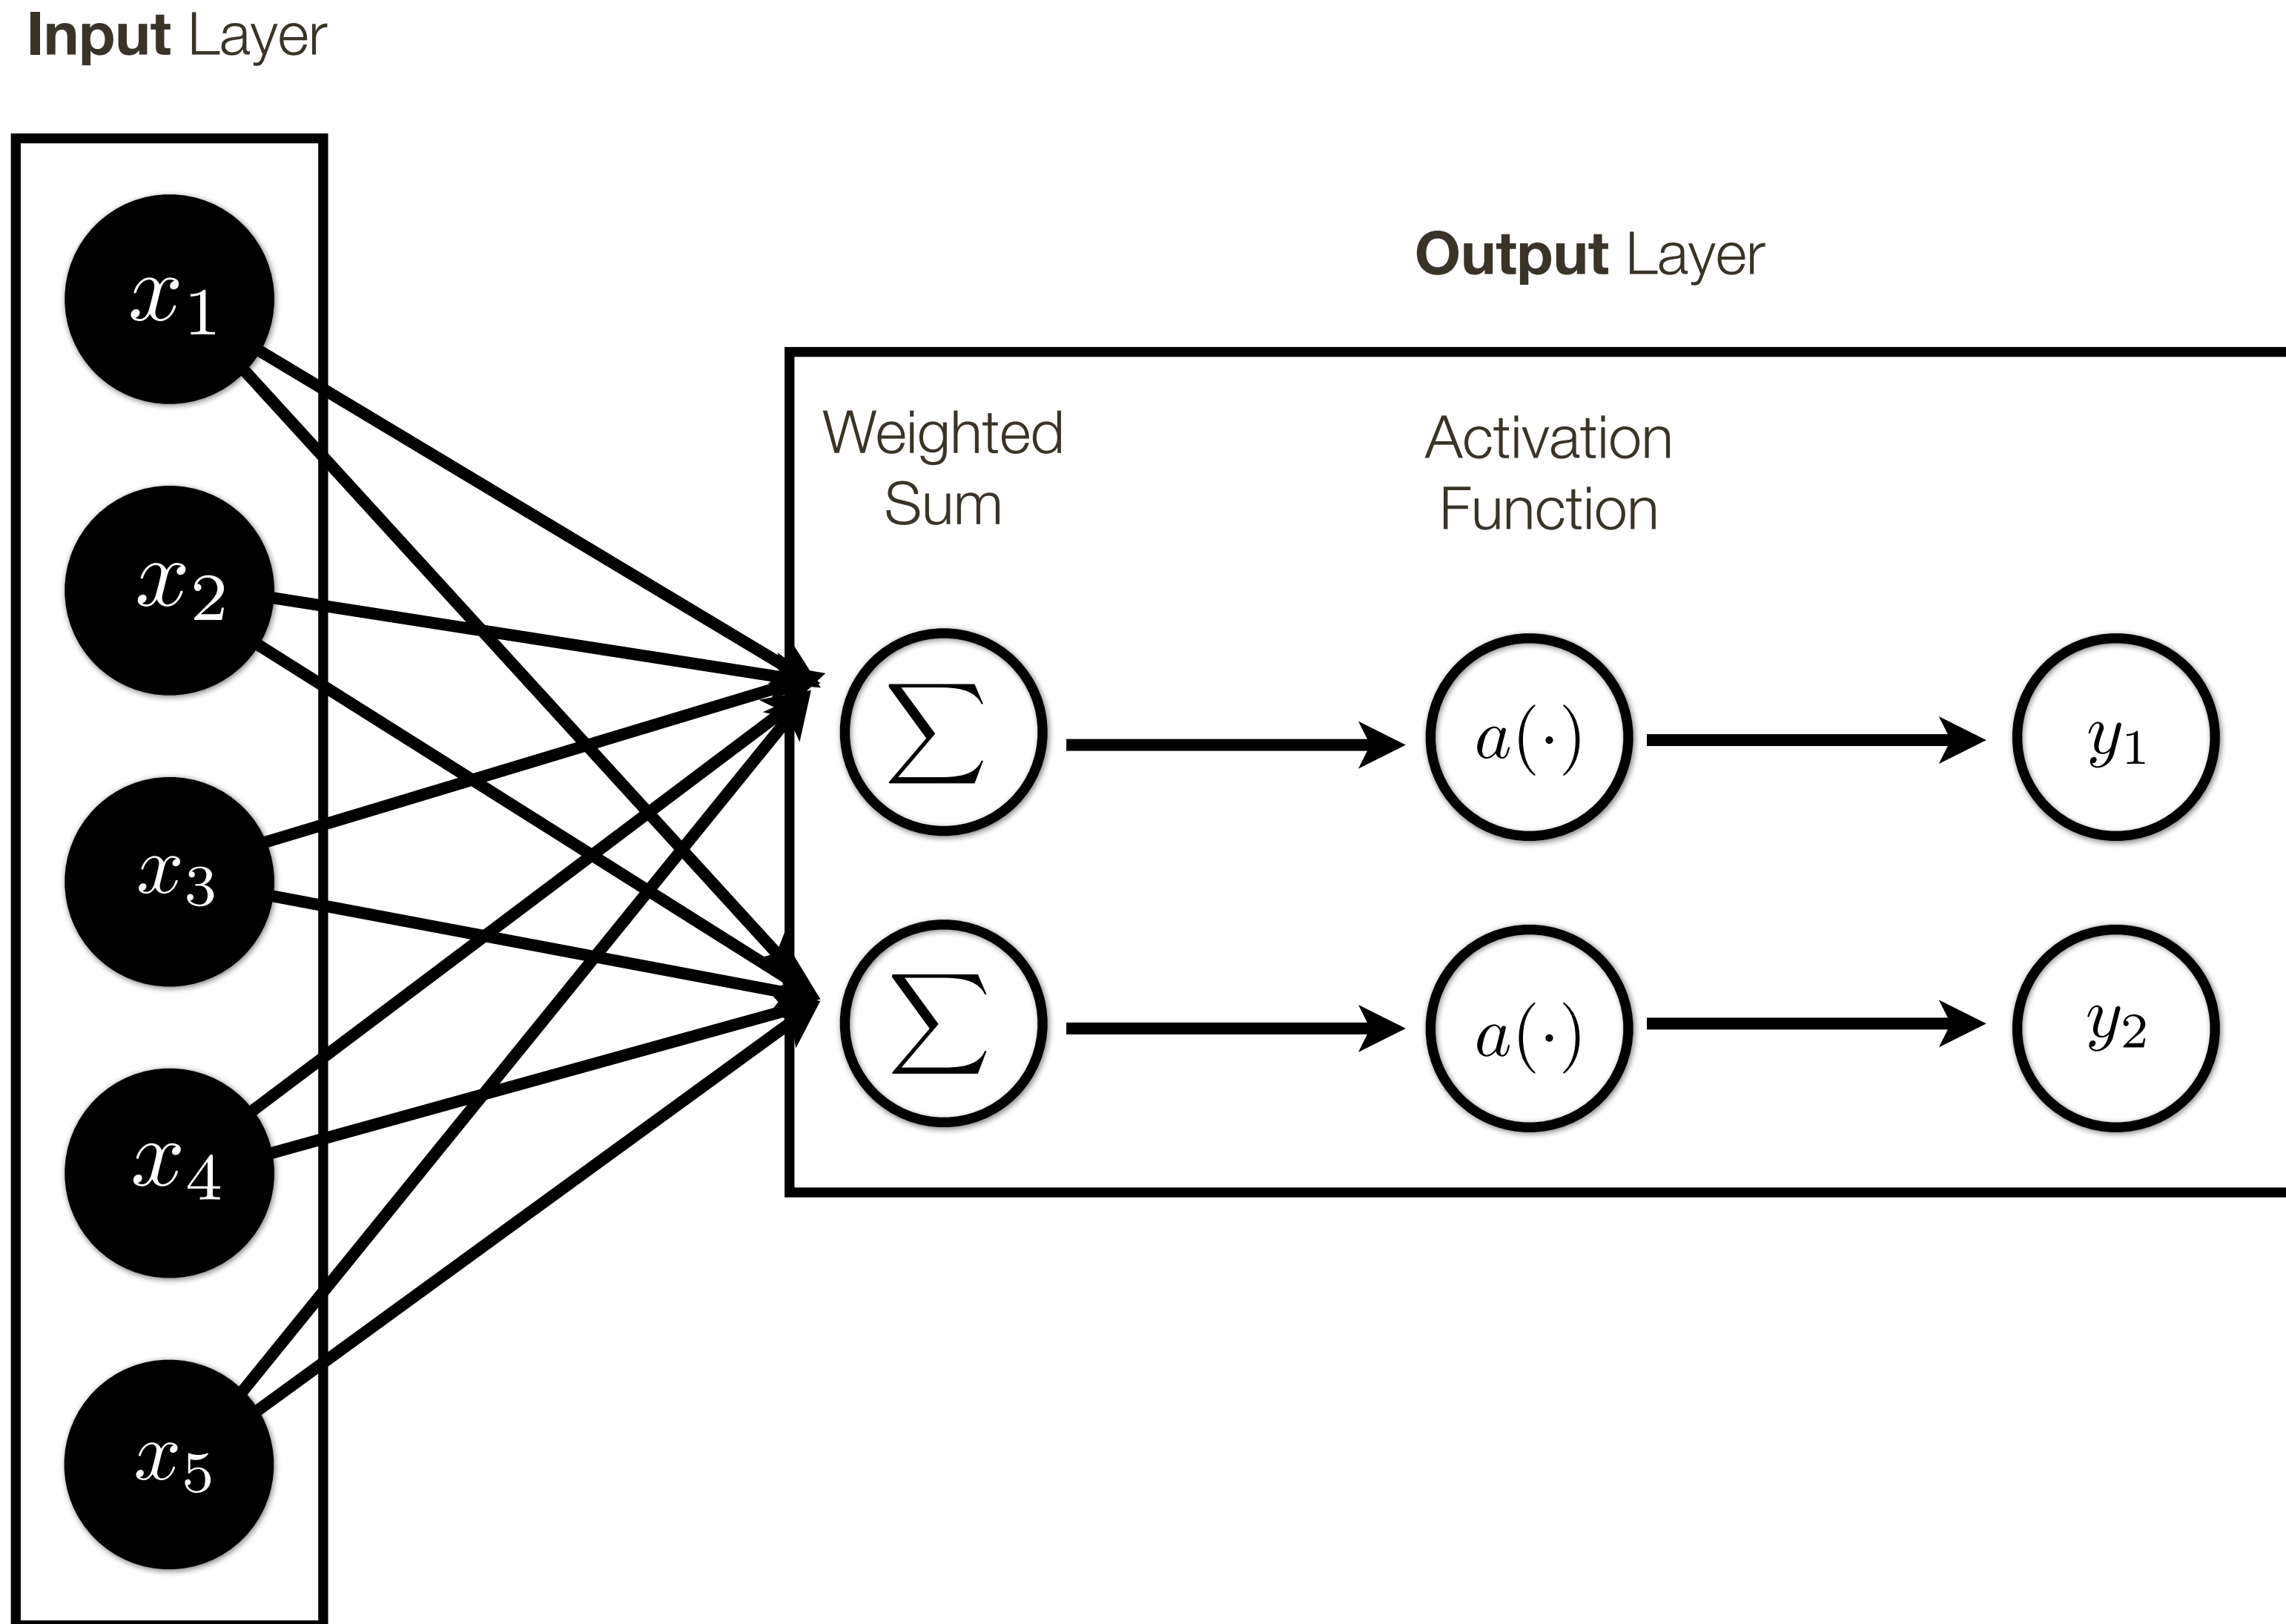 Input Layer
x1
x2
x3
x4
x5
Output Layer
Weighted
Sum
Activation
Function
∑
a(·)
y1
∑
a(·)
y2